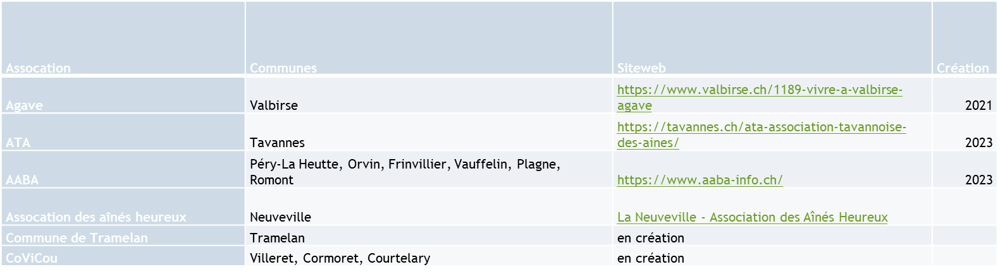 Assocation Communes Siteweb Création
Agave Valbirse https://www.valbirse.ch/1189-vivre-a-valbirse-
agave 2021
ATA Tavannes https://tavannes.ch/ata-association-tavannoise-
des-aines/ 2023
AABA Péry-La Heutte, Orvin, Frinvillier, Vauffelin, Plagne,
Romont https://www.aaba-info.ch/ 2023
Assocation des aînés heureux Neuveville La Neuveville - Association des Aînés Heureux
Commune de Tramelan Tramelan en création
CoViCou Villeret, Cormoret, Courtelary en création